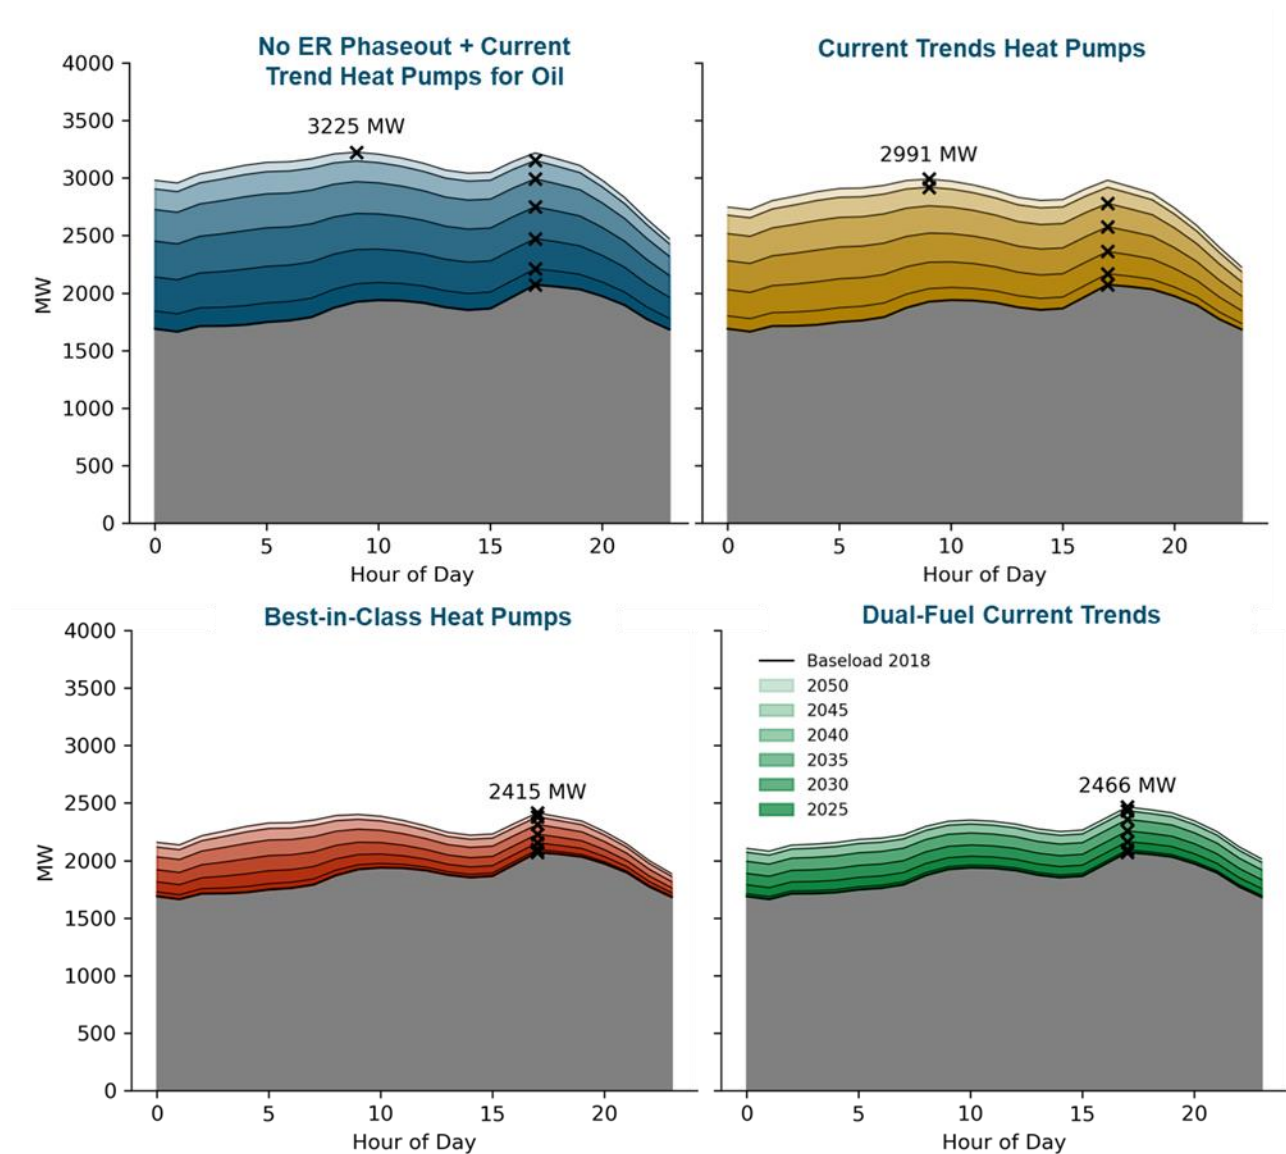 No ER Phaseout + Current
Trend Heat Pumps for Oil
4000
3500
3000
2500
2000
1500
1000
500
0
MW
3225 MW
0 5 10 15 20
Hour of Day
Current Trends Heat Pumps
2991 MW
0 5 10 15 20
Hour of Day
Best-in-Class Heat Pumps
4000
3500
3000
2500
2000
1500
1000
500
0
MW
2415 MW
0 5 10 15 20
Hour of Day
Dual-Fuel Current Trends
Baseload 2018
2050
2045
2040
2035
2030
2025
2466 MW
0 5 10 15 20
Hour of Day